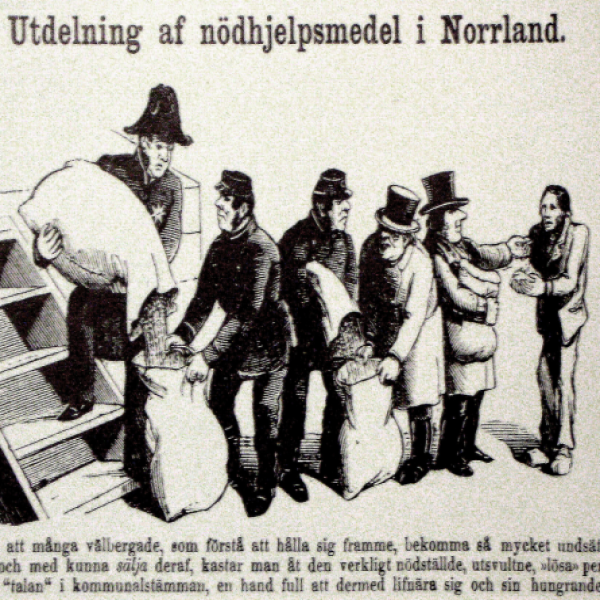 Utdelning af nödhjelpsmedel i Norrland.
att många välbergade, som förstå att hålla sig framme, bekomma så mycket undsät
och med kunna sälja deraf, kastar man åt den verkligt nödställde, utsvultne, »lösa» per
"talan" i kommunalstämman, en hand full att dermed lifnära sig och sin hungrande